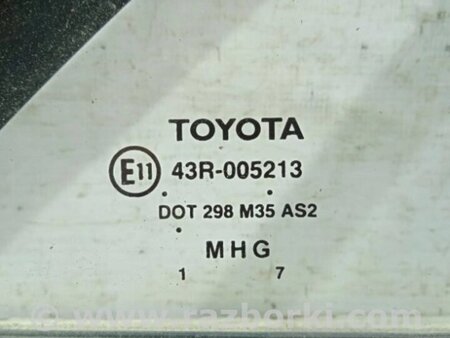 TOYOTA
E11 43R-005213
DOT 298 M35 AS2
MHG
1 7
© www.razborki.com